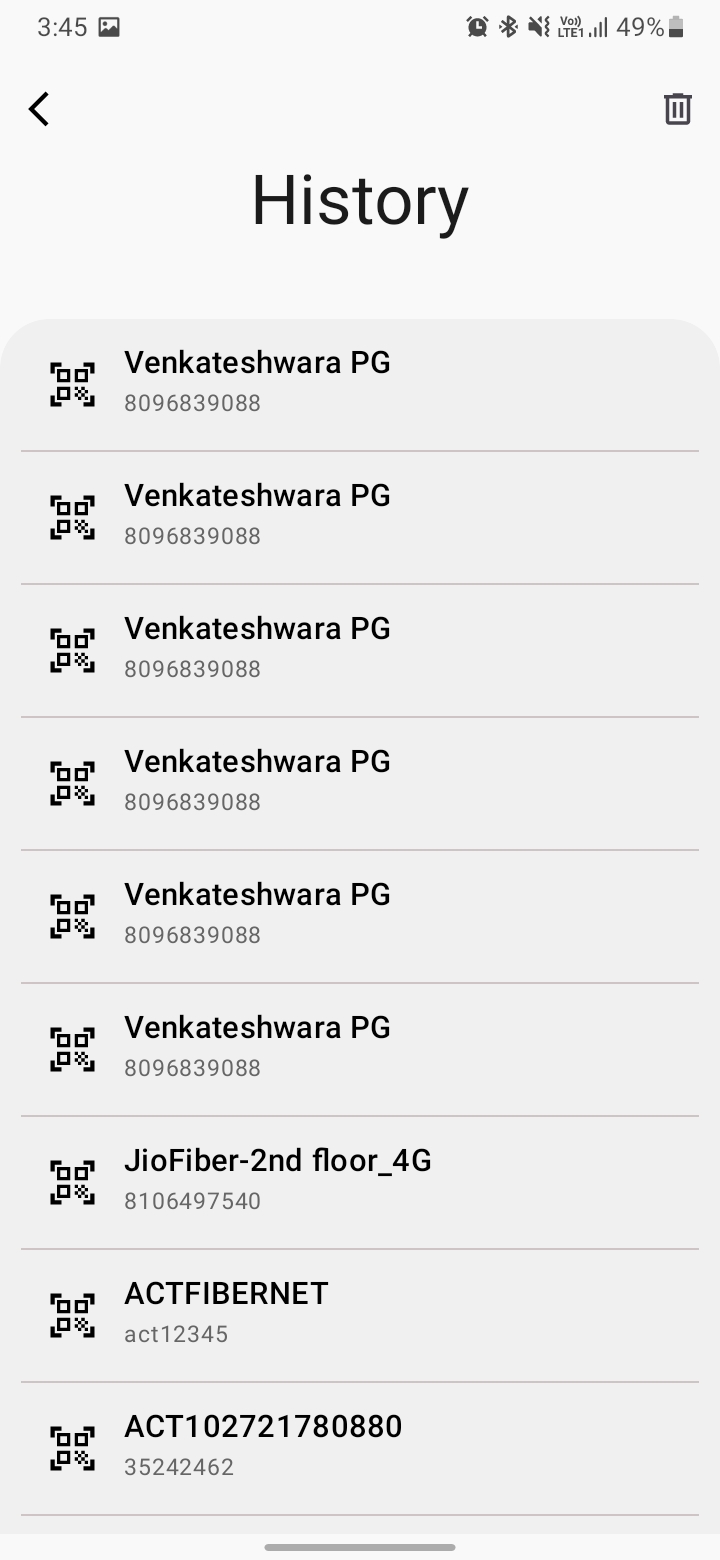 3:45
Vo)) LTE1 49%
History
Venkateshwara PG
8096839088
Venkateshwara PG
8096839088
Venkateshwara PG
8096839088
Venkateshwara PG
8096839088
Venkateshwara PG
8096839088
Venkateshwara PG
8096839088
JioFiber-2nd floor_4G
8106497540
ACTFIBERNET
act12345
ACT102721780880
35242462